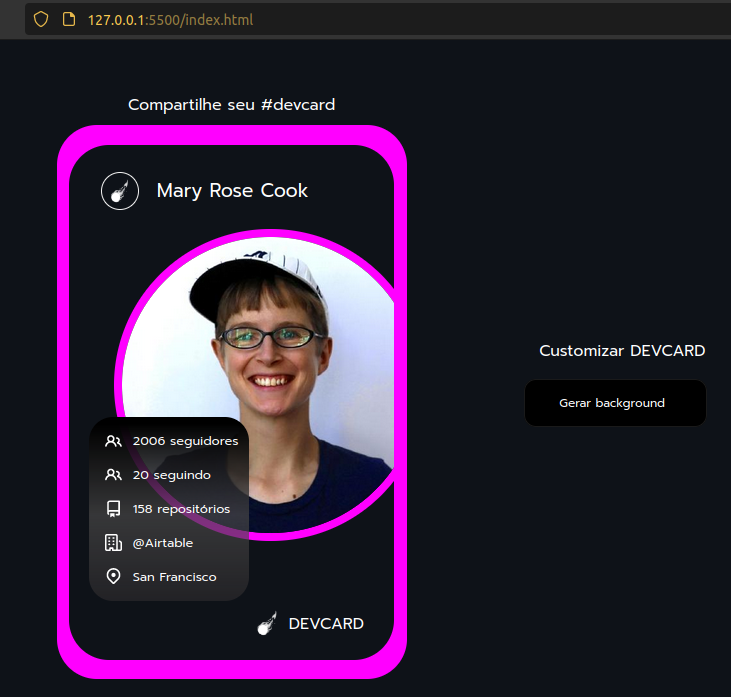 127.0.0.1:5500/index.html
Compartilhe seu #devcard
Mary Rose Cook
2006 seguidores
20 seguindo
158 repositórios
@Airtable
San Francisco
DEVCARD
Customizar DEVCARD
Gerar background